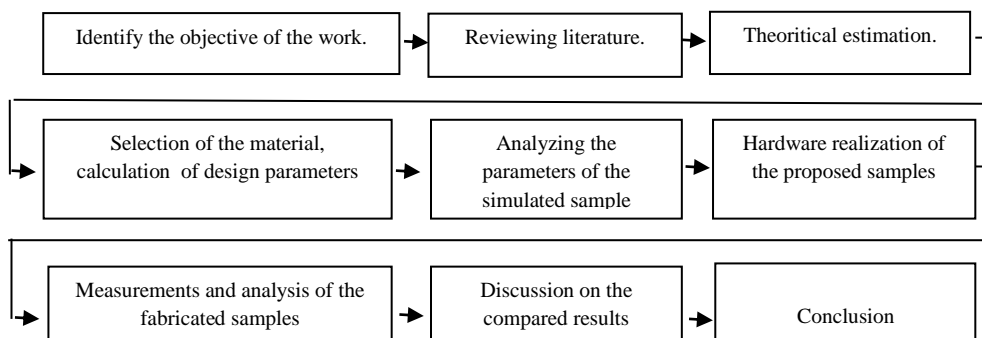 Identify the objective of the work.
Reviewing literature.
Theoritical estimation.
Selection of the material,
calculation of design parameters
Analyzing the
parameters of the
simulated sample
Hardware realization of
the proposed samples
Measurements and analysis of the
fabricated samples
Discussion on the
compared results
Conclusion